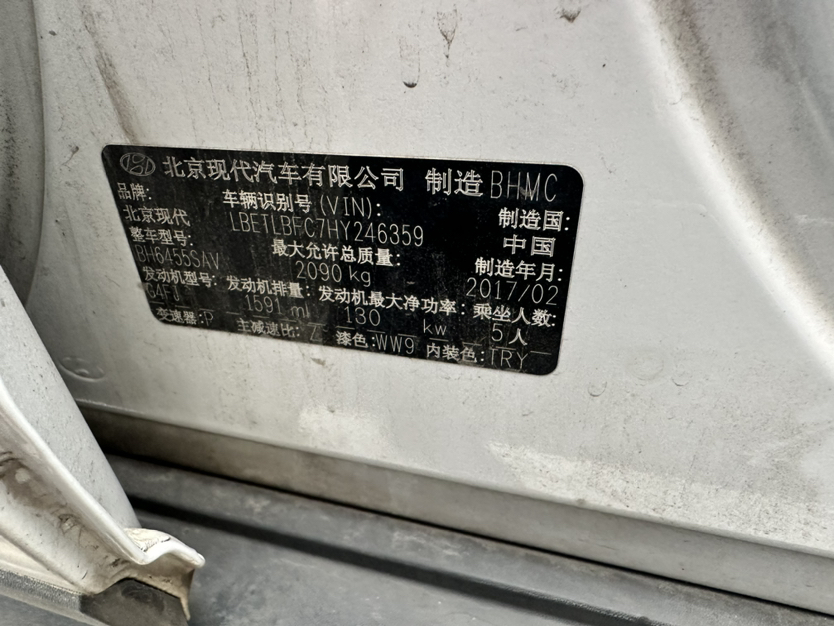 北京现代汽车有限公司 制造 BHMC
品牌: 车辆识别号(VIN): 制造国:
北京现代 LBETLBFC7HY246359 中国
整车型号: 最大允许总质量: 制造年月:
BH6455SAV 2090 kg 2017/02
发动机型号: 发动机排量: 发动机最大净功率: 乘坐人数:
G4FJ 1591 ml 130 kw 5人
变速器:P 主减速比: 漆色:WW9 内装色:TRY